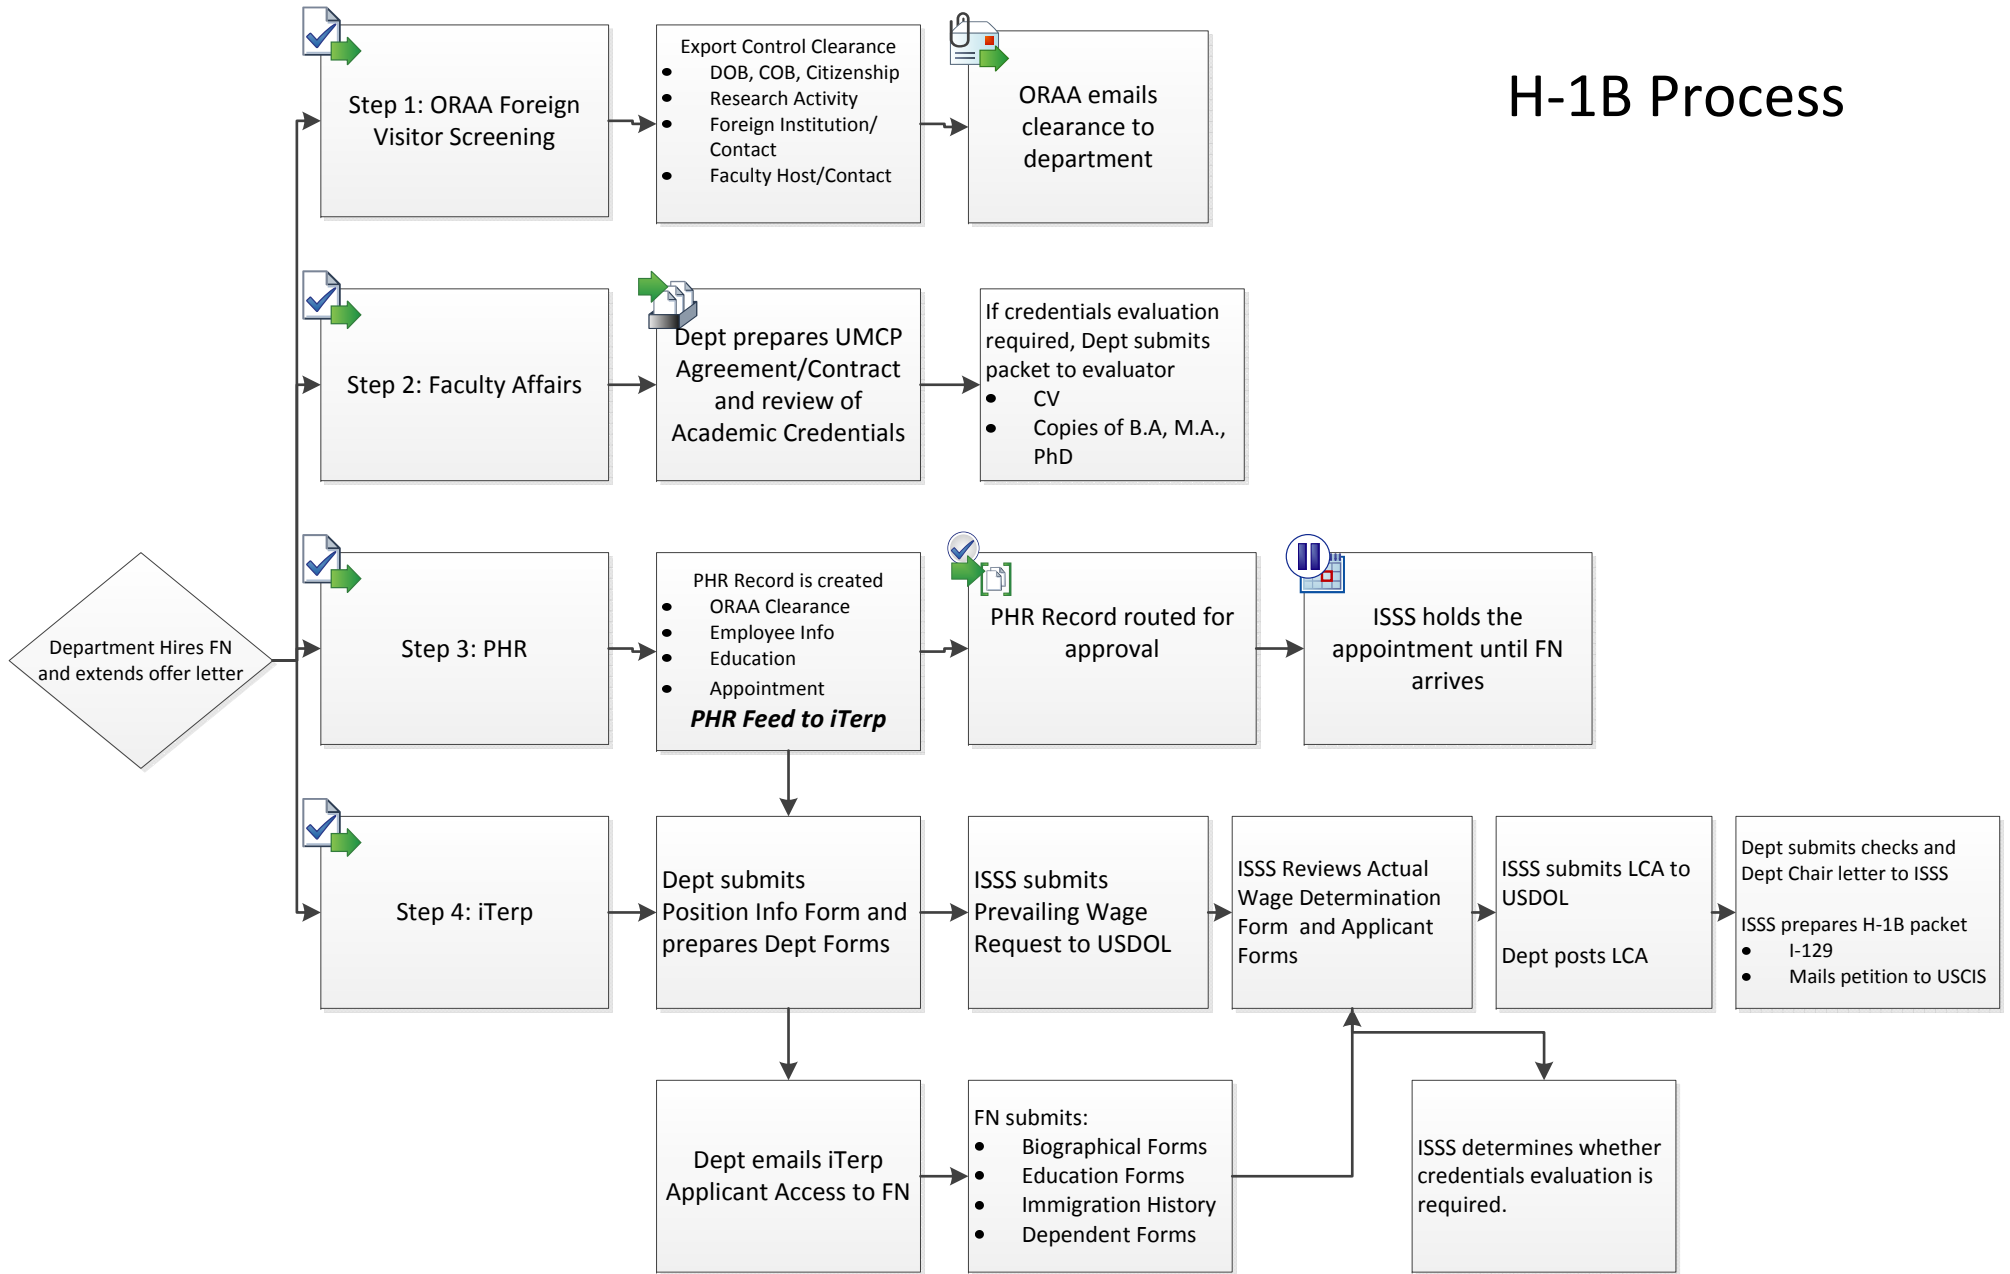 H-1B Process
Step 1: ORAA Foreign
Visitor Screening
Export Control Clearance
• DOB, COB, Citizenship
• Research Activity
• Foreign Institution/
Contact
• Faculty Host/Contact
ORAA emails
clearance to
department
Step 2: Faculty Affairs
Dept prepares UMCP
Agreement/Contract
and review of
Academic Credentials
If credentials evaluation
required, Dept submits
packet to evaluator
• CV
• Copies of B.A, M.A.,
PhD
Department Hires FN
and extends offer letter
Step 3: PHR
PHR Record is created
• ORAA Clearance
• Employee Info
• Education
• Appointment
PHR Feed to iTerp
PHR Record routed for
approval
ISSS holds the
appointment until FN
arrives
Step 4: iTerp
Dept submits
Position Info Form and
prepares Dept Forms
ISSS submits
Prevailing Wage
Request to USDOL
ISSS Reviews Actual
Wage Determination
Form and Applicant
Forms
ISSS submits LCA to
USDOL
Dept posts LCA
Dept submits checks and
Dept Chair letter to ISSS
ISSS prepares H-1B packet
• I-129
• Mails petition to USCIS
Dept emails iTerp
Applicant Access to FN
FN submits:
• Biographical Forms
• Education Forms
• Immigration History
• Dependent Forms
ISSS determines whether
credentials evaluation is
required.